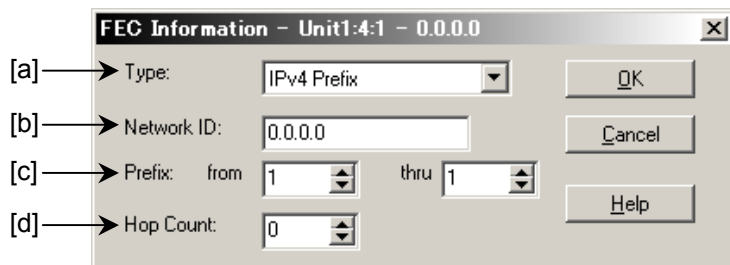 FEC Information – Unit1:4:1 – 0.0.0.0
[a] Type: IPv4 Prefix OK
[b] Network ID: 0.0.0.0 Cancel
[c] Prefix: from 1 thru 1
Help
[d] Hop Count: 0